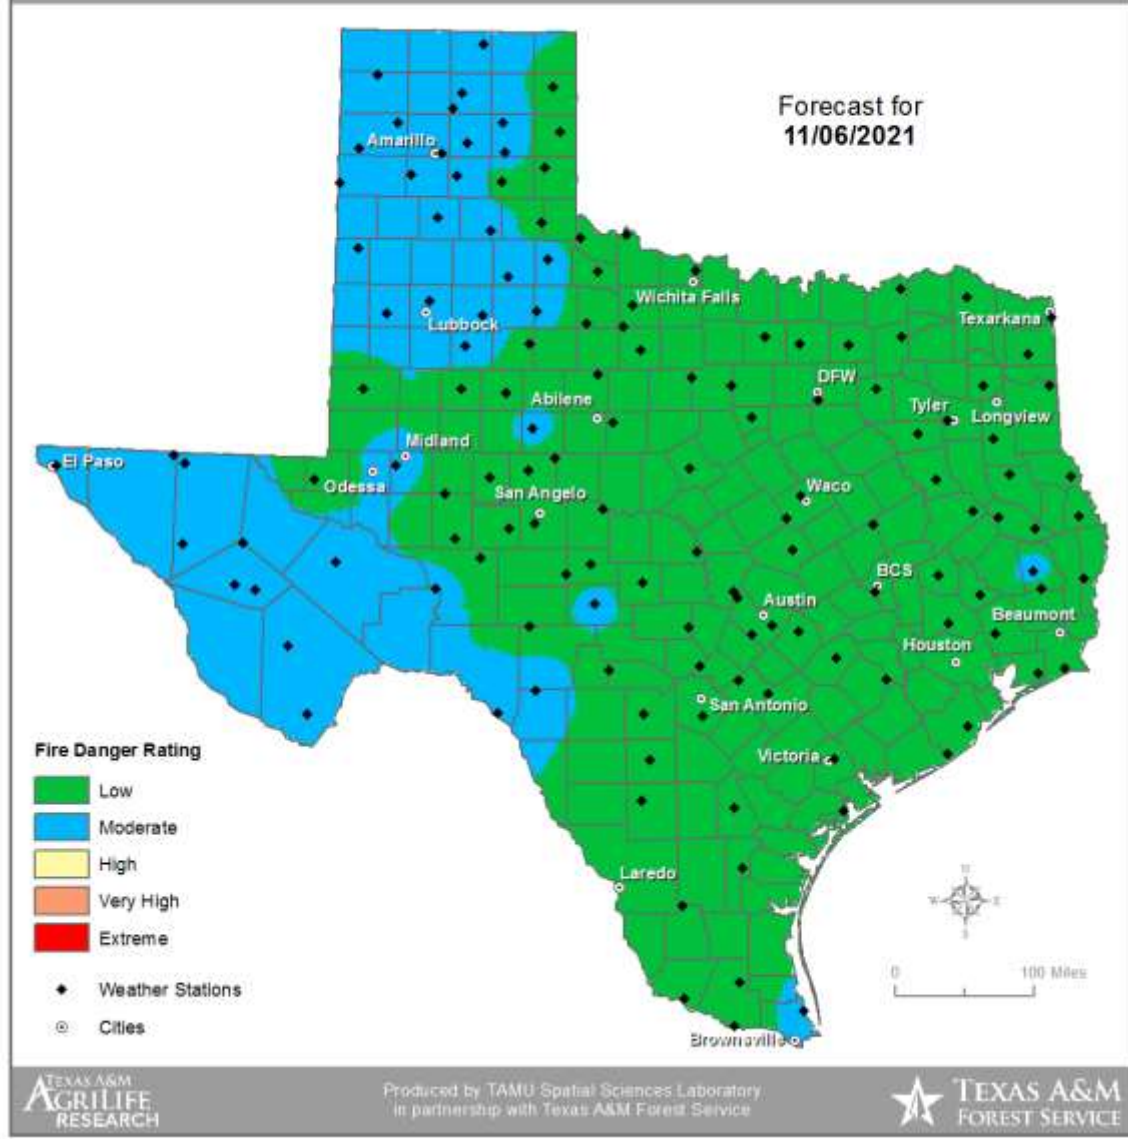 Forecast for
11/06/2021
Amarillo
Wichita Falls
Lubbock
Texarkana
DFW
Abilene
Tyler
Longview
Midland
El Paso
Odessa
San Angelo
Waco
BCS
Austin
Beaumont
Houston
San Antonio
Victoria
Laredo
Brownsville
Fire Danger Rating
Low
Moderate
High
Very High
Extreme
Weather Stations
Cities
N
W
E
S
0
100 Miles
TEXAS A&M
AGRILIFE
RESEARCH
Produced by TAMU Spatial Sciences Laboratory
in partnership with Texas A&M Forest Service
TEXAS A&M
FOREST SERVICE